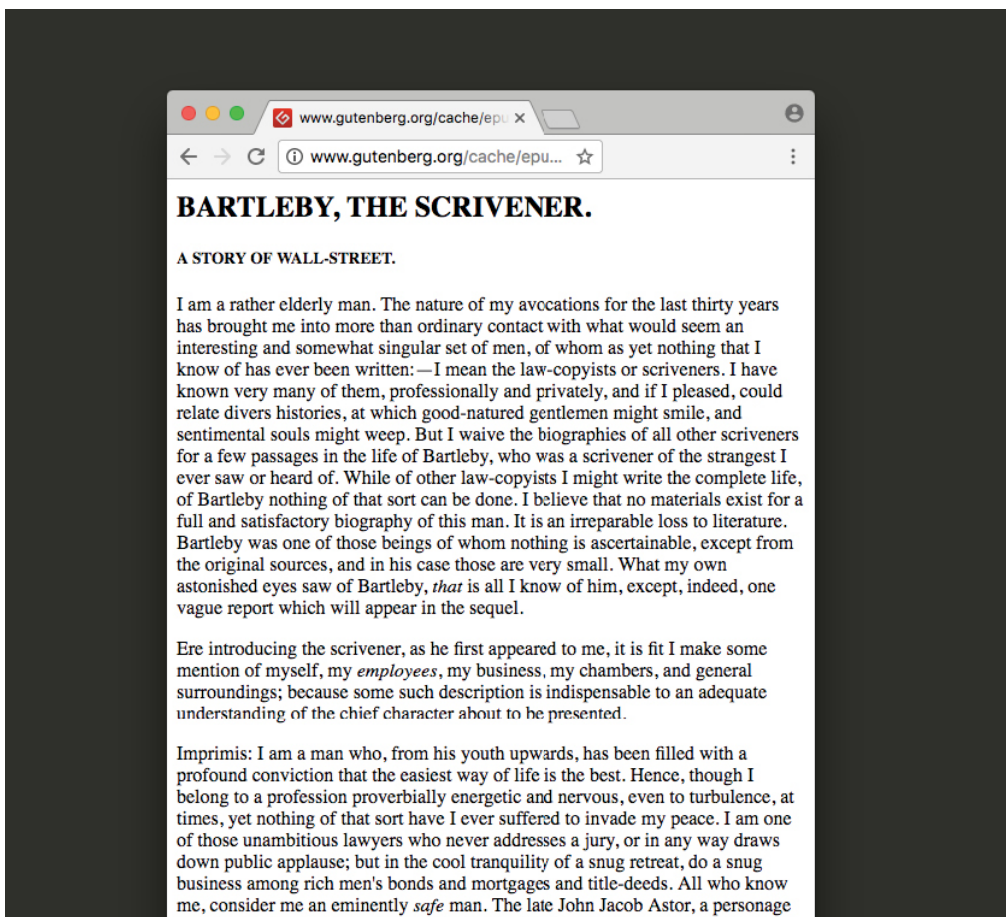 www.gutenberg.org/cache/epu
www.gutenberg.org/cache/epu...
BARTLEBY, THE SCRIVENER.
A STORY OF WALL-STREET.
I am a rather elderly man. The nature of my avocations for the last thirty years
has brought me into more than ordinary contact with what would seem an
interesting and somewhat singular set of men, of whom as yet nothing that I
know of has ever been written:—I mean the law-copyists or scriveners. I have
known very many of them, professionally and privately, and if I pleased, could
relate divers histories, at which good-natured gentlemen might smile, and
sentimental souls might weep. But I waive the biographies of all other scriveners
for a few passages in the life of Bartleby, who was a scrivener of the strangest I
ever saw or heard of. While of other law-copyists I might write the complete life,
of Bartleby nothing of that sort can be done. I believe that no materials exist for a
full and satisfactory biography of this man. It is an irreparable loss to literature.
Bartleby was one of those beings of whom nothing is ascertainable, except from
the original sources, and in his case those are very small. What my own
astonished eyes saw of Bartleby, that is all I know of him, except, indeed, one
vague report which will appear in the sequel.
Ere introducing the scrivener, as he first appeared to me, it is fit I make some
mention of myself, my employees, my business, my chambers, and general
surroundings; because some such description is indispensable to an adequate
understanding of the chief character about to be presented.
Imprimis: I am a man who, from his youth upwards, has been filled with a
profound conviction that the easiest way of life is the best. Hence, though I
belong to a profession proverbially energetic and nervous, even to turbulence, at
times, yet nothing of that sort have I ever suffered to invade my peace. I am one
of those unambitious lawyers who never addresses a jury, or in any way draws
down public applause; but in the cool tranquility of a snug retreat, do a snug
business among rich men's bonds and mortgages and title-deeds. All who know
me, consider me an eminently safe man. The late John Jacob Astor, a personage